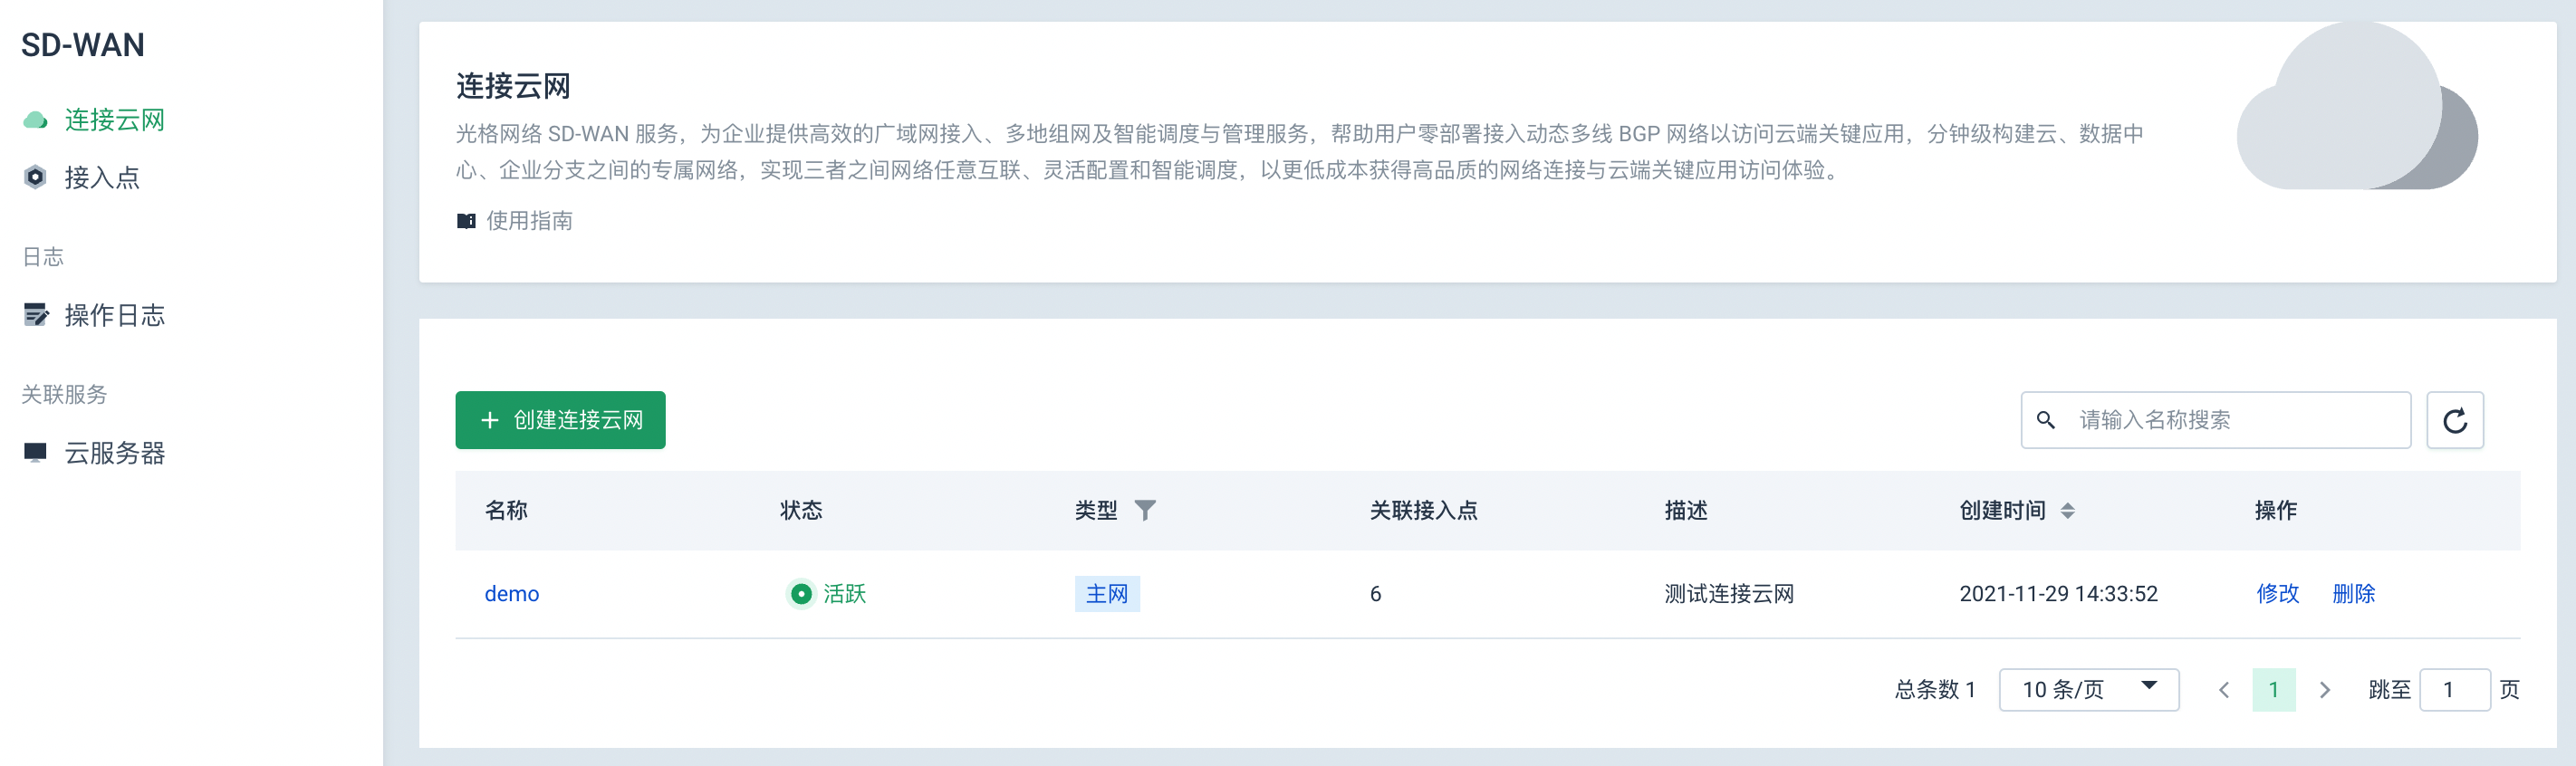 SD-WAN
连接云网
接入点
日志
操作日志
关联服务
云服务器
连接云网
光格网络 SD-WAN 服务，为企业提供高效的广域网接入、多地组网及智能调度与管理服务，帮助用户零部署接入动态多线 BGP 网络以访问云端关键应用，分钟级构建云、数据中
心、企业分支之间的专属网络，实现三者之间网络任意互联、灵活配置和智能调度，以更低成本获得高品质的网络连接与云端关键应用访问体验。
使用指南
+ 创建连接云网
请输入名称搜索
名称 状态 类型 关联接入点 描述 创建时间 操作
demo 活跃 主网 6 测试连接云网 2021-11-29 14:33:52 修改 删除
总条数 1 10 条/页 < 1 > 跳至 1 页